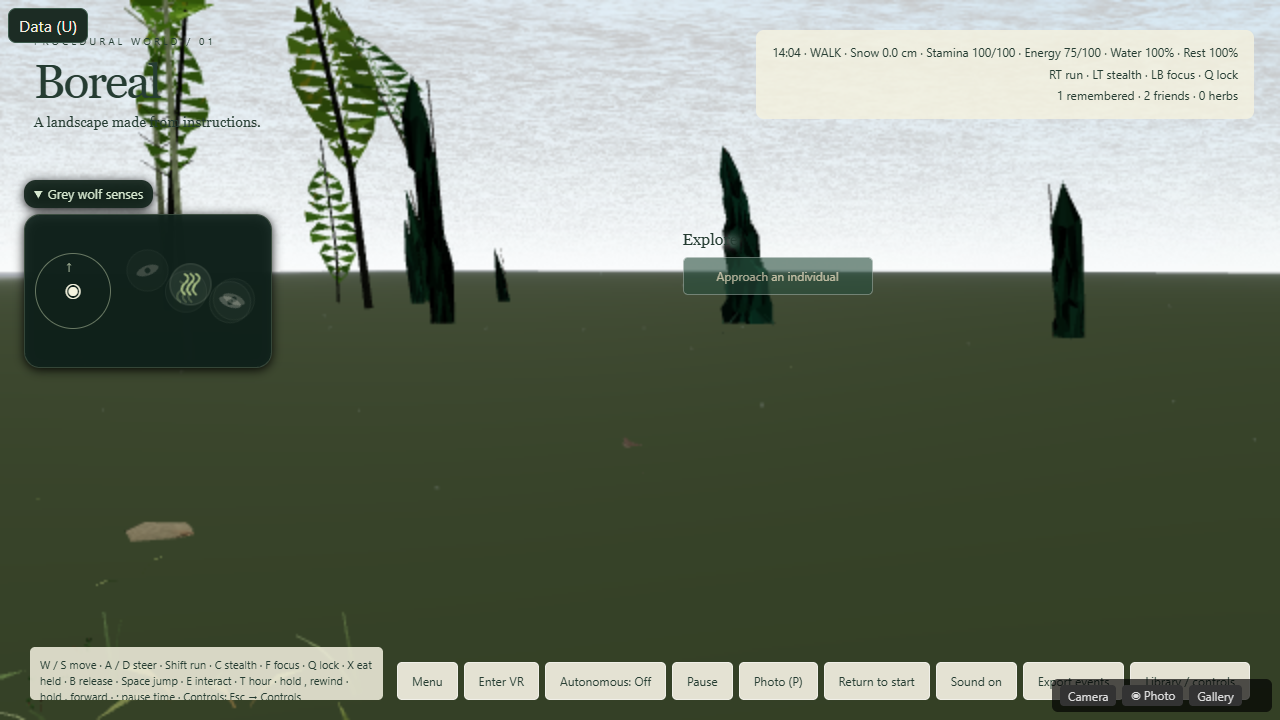 Data (U)
PROCEDURAL WORLD / 01
Boreal
A landscape made from instructions.
14:04 · WALK · Snow 0.0 cm · Stamina 100/100 · Energy 75/100 · Water 100% · Rest 100%
RT run · LT stealth · LB focus · Q lock
1 remembered · 2 friends · 0 herbs
▼ Grey wolf senses
↑
Explore
Approach an individual
W / S move · A / D steer · Shift run · C stealth · F focus · Q lock · X eat
held · B release · Space jump · E interact · T hour · hold , rewind ·
hold . forward · ; pause time · Controls: Esc → Controls
Menu
Enter VR
Autonomous: Off
Pause
Photo (P)
Return to start
Sound on
Export events
Library / controls
Camera
◉ Photo
Gallery